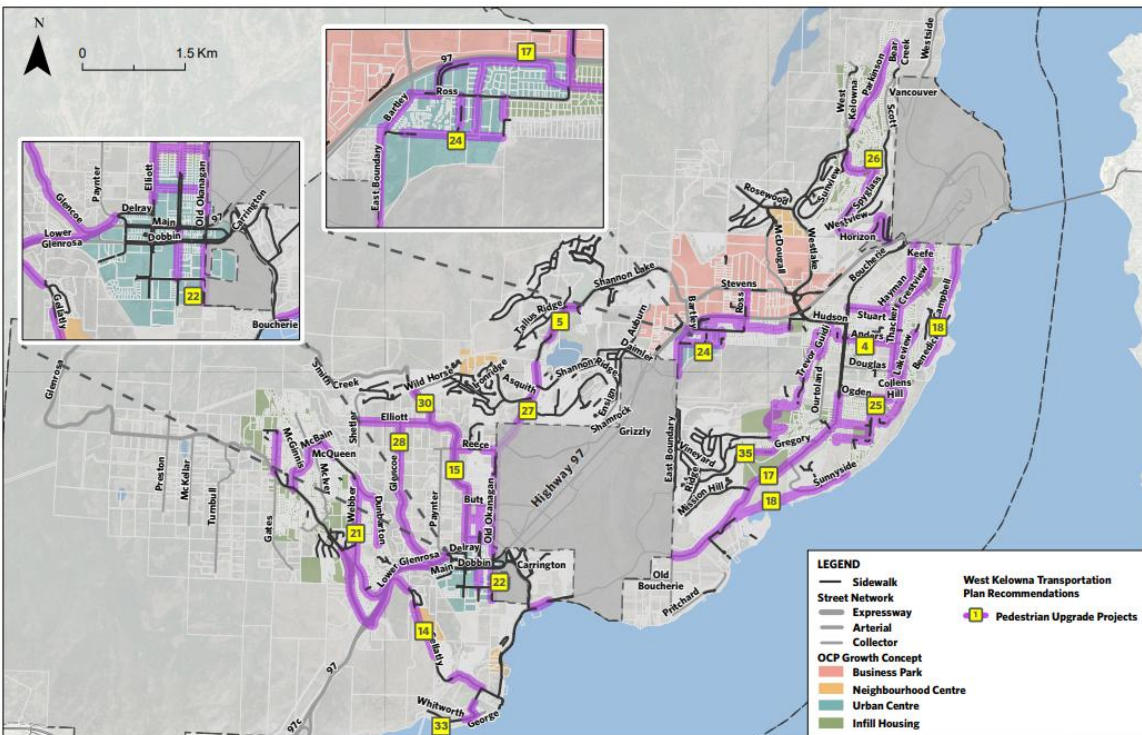 N
0
1.5 Km
97
17
Ross
Bartley
24
East Boundary
Paynter
Elliott
Old Okanagan
Glencoe
Delray
Main
97
Carrington
Lower
Glenrosa
Dobbin
Gellatly
22
Boucherie
Westside
Bear
Creek
Parkinson
West
Kelowna
Vancouver
Scott
26
Sunview
Rosewood
Spyglass
Westview
Horizon
McDougall
Westlake
Boucherie
Keefe
Shannon Lake
Stevens
Hayman
Crestview
Campbell
Tallus Ridge
5
Auburn
Bartley
Ross
Hudson
Stuart
Thacker
18
Anders
4
Trevor
Guidi
Lakeview
Daimler
24
Douglas
Smith Creek
Wild Horse
Asquith
Shannon Ridge
Ourtoland
Ogden
Collens
Hill
25
Glenrosa
30
27
Ensign
Shamrock
Elliott
Shetler
Grizzly
East Boundary
McBain
McGinnis
28
Reece
Vineyard
35
Gregory
McQueen
15
Ridge
17
Preston
McKellar
Turnbull
McIver
Glencoe
Highway 97
Mission Hill
Sunnyside
18
Gates
Webber
Dunbarton
Paynter
Butt
Old Okanagan
21
Delray
Lower Glenrosa
Main
Dobbin
Carrington
22
Old
Boucherie
Pritchard
14
Gellatly
97
Whitworth
George
97c
33
LEGEND
Sidewalk
Street Network
Expressway
Arterial
Collector
OCP Growth Concept
Business Park
Neighbourhood Centre
Urban Centre
Infill Housing
West Kelowna Transportation
Plan Recommendations
1
Pedestrian Upgrade Projects